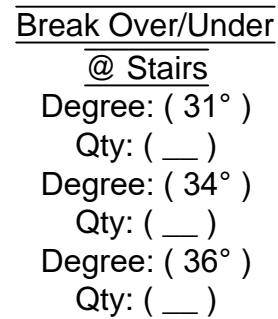 Break Over/Under
@ Stairs
Degree: ( 31° )
Qty: ( __ )
Degree: ( 34° )
Qty: ( __ )
Degree: ( 36° )
Qty: ( __ )